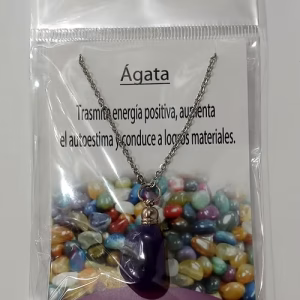 Ágata
Trasmite energía positiva, aumenta
el autoestima y conduce a logros materiales.